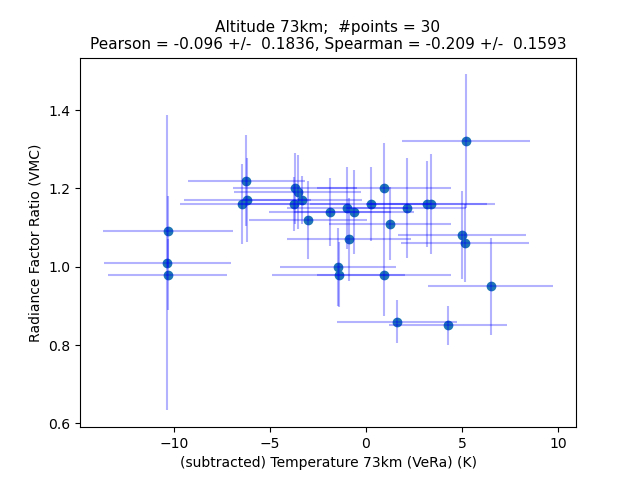 Altitude 73km;  #points = 30
Pearson = -0.096 +/-  0.1836, Spearman = -0.209 +/-  0.1593
Radiance Factor Ratio (VMC)
1.4
1.2
1.0
0.8
0.6
−10
−5
0
5
10
(subtracted) Temperature 73km (VeRa) (K)